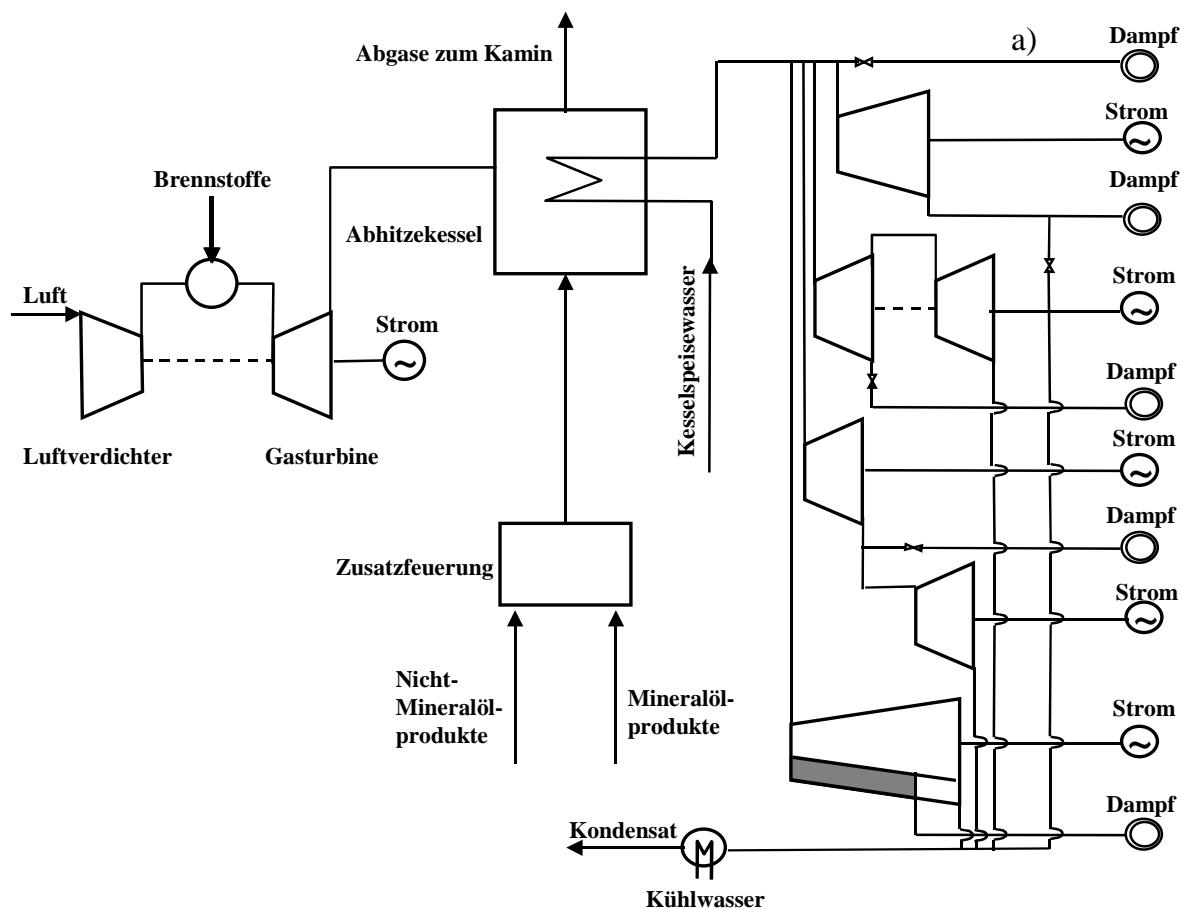 a)
Dampf
Abgase zum Kamin
Strom
~
Brennstoffe
Dampf
Abhitzekessel
Luft
Strom
~
Strom
~
Kesselspeisewasser
Dampf
Luftverdichter
Gasturbine
Strom
~
Dampf
Zusatzfeuerung
Strom
~
Nicht-
Mineralöl-
produkte
Mineralöl-
produkte
Strom
~
Dampf
Kondensat
Kühlwasser